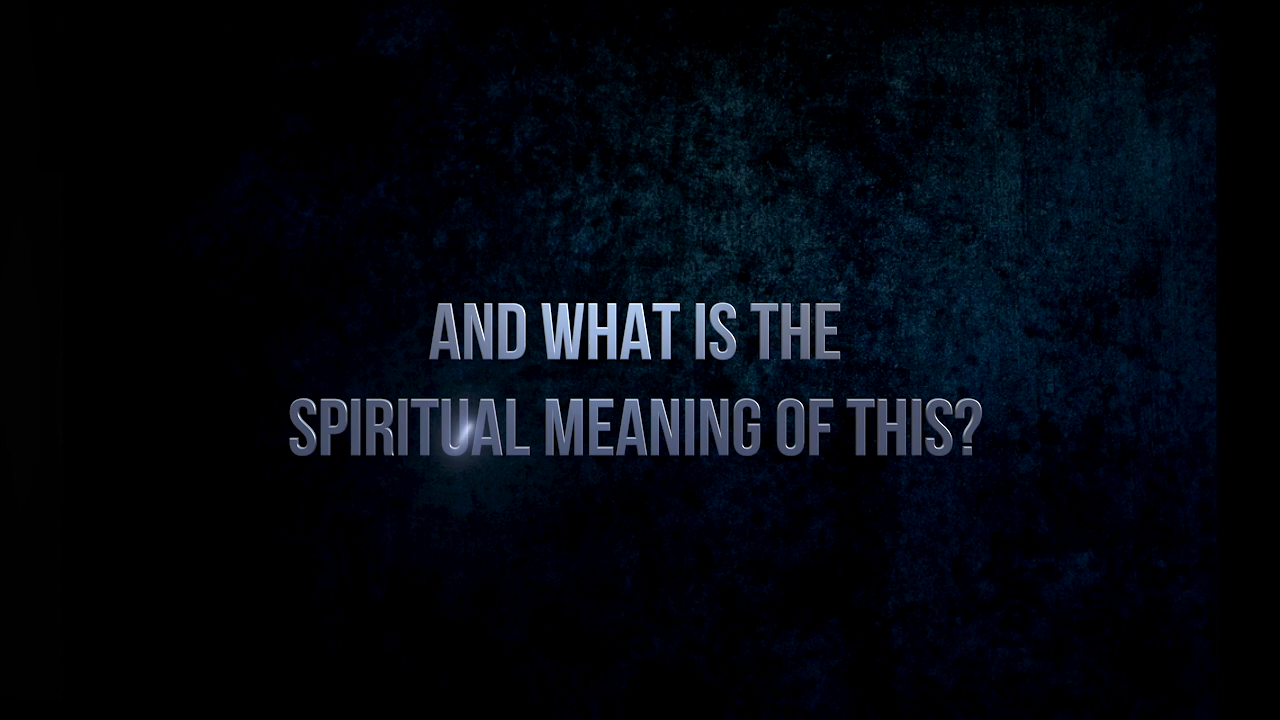 AND WHAT IS THE
SPIRITUAL MEANING OF THIS?